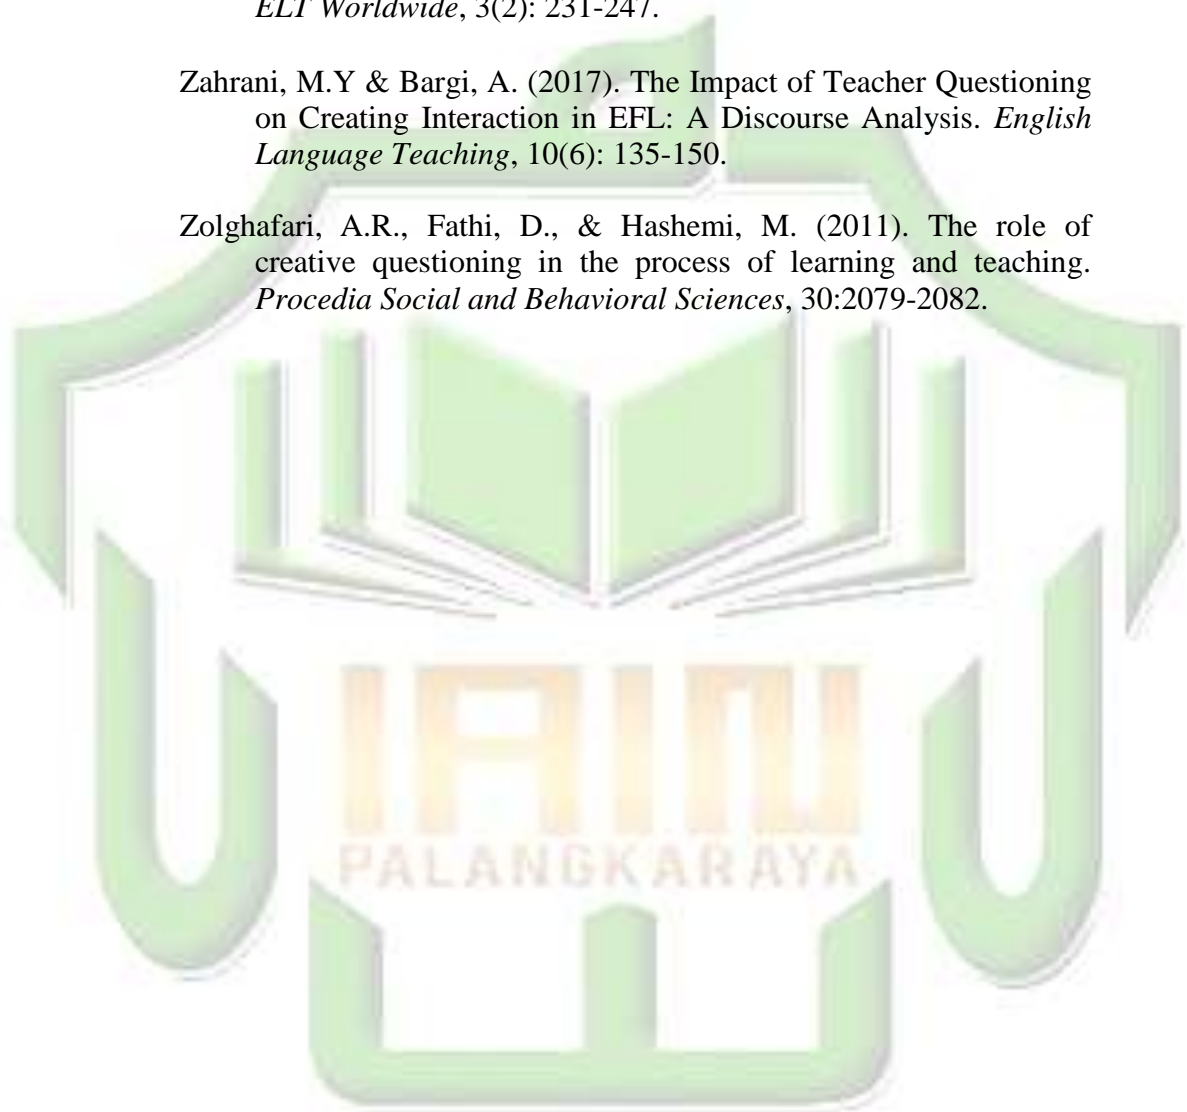 ELT Worldwide, 3(2): 231-247.
Zahrani, M.Y & Bargi, A. (2017). The Impact of Teacher Questioning
on Creating Interaction in EFL: A Discourse Analysis. English
Language Teaching, 10(6): 135-150.
Zolghafari, A.R., Fathi, D., & Hashemi, M. (2011). The role of
creative questioning in the process of learning and teaching.
Procedia Social and Behavioral Sciences, 30:2079-2082.
IAIN
PALANGKARAYA